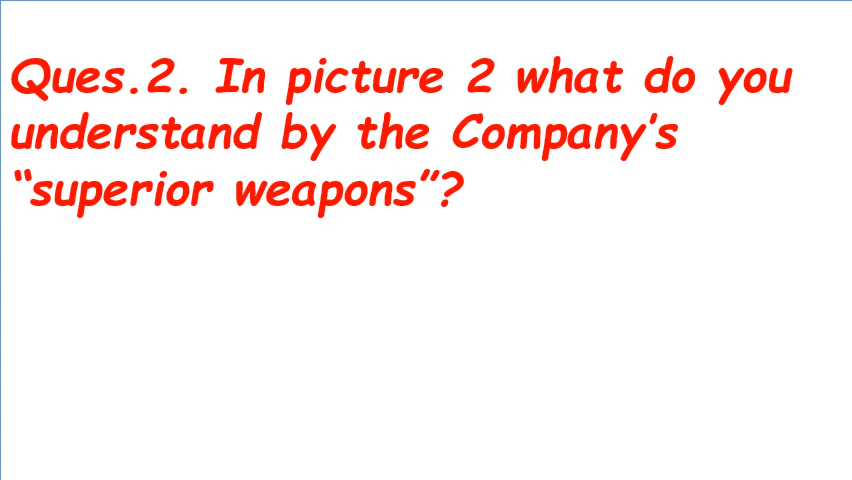 Ques.2. In picture 2 what do you
understand by the Company’s
“superior weapons”?